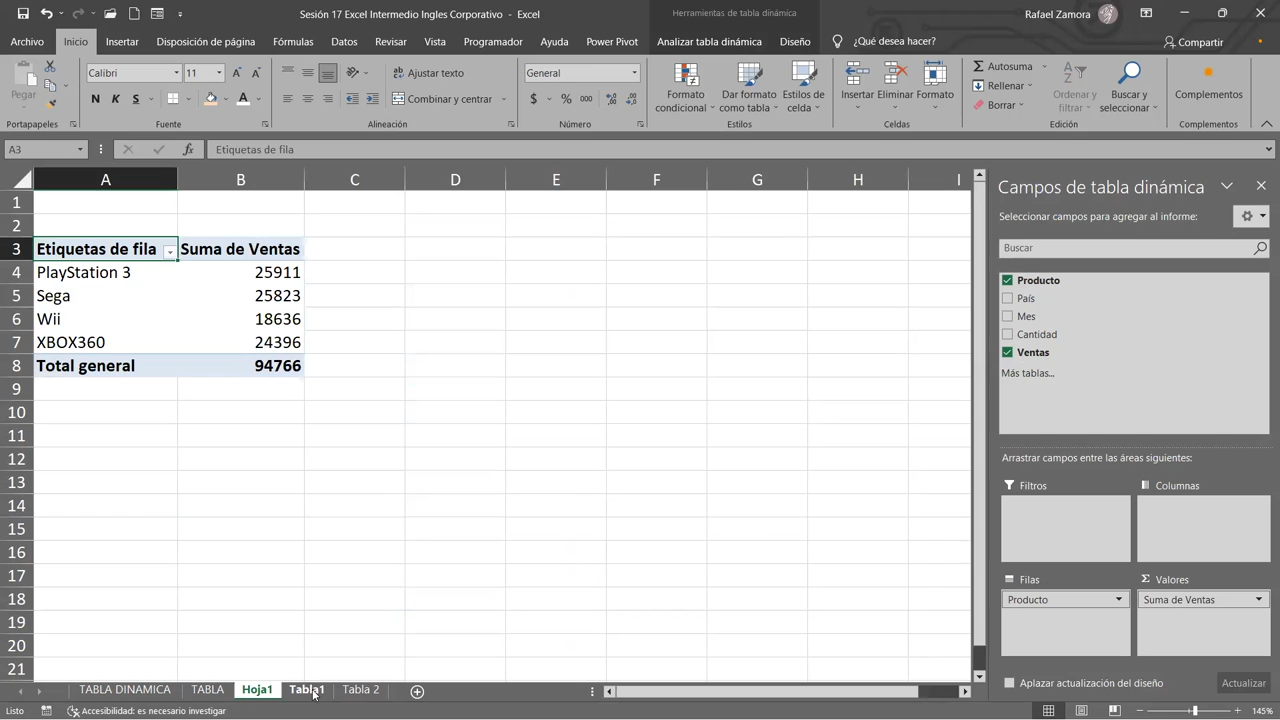 Sesión 17 Excel Intermedio Ingles Corporativo - Excel
Herramientas de tabla dinámica
Rafael Zamora
Archivo Inicio Insertar Disposición de página Fórmulas Datos Revisar Vista Programador Ayuda Power Pivot Analizar tabla dinámica Diseño ¿Qué desea hacer? Compartir
Pegar
Calibri 11
N K S A
Ajustar texto
Combinar y centrar
General
$ % 000
Formato condicional
Dar formato como tabla
Estilos de celda
Insertar Eliminar Formato
Autosuma
Rellenar
Borrar
Ordenar y filtrar
Buscar y seleccionar
Complementos
Portapapeles Fuente Alineación Número Estilos Celdas Edición Complementos
A3 fx Etiquetas de fila
A B C D E F G H I
1
2
3 Etiquetas de fila Suma de Ventas
4 PlayStation 3 25911
5 Sega 25823
6 Wii 18636
7 XBOX360 24396
8 Total general 94766
9
10
11
12
13
14
15
16
17
18
19
20
21
Campos de tabla dinámica
Seleccionar campos para agregar al informe:
Buscar
Producto
País
Mes
Cantidad
Ventas
Más tablas...
Arrastrar campos entre las áreas siguientes:
Filtros Columnas
Filas Σ Valores
Producto Suma de Ventas
Aplazar actualización del diseño Actualizar
TABLA DINAMICA TABLA Hoja1 Tabla1 Tabla 2
Listo Accesibilidad: es necesario investigar 145%